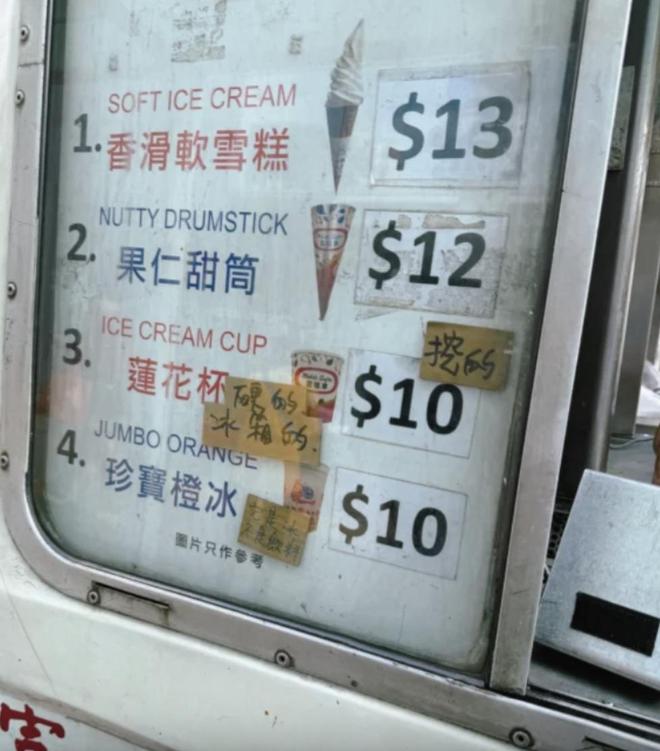 SOFT ICE CREAM
1. 香滑軟雪糕 $13
NUTTY DRUMSTICK
2. 果仁甜筒 $12
ICE CREAM CUP
3. 蓮花杯 $10
挖的
硬的
冰箱的.
JUMBO ORANGE
4. 珍寶橙冰 $10
圖片只作參考